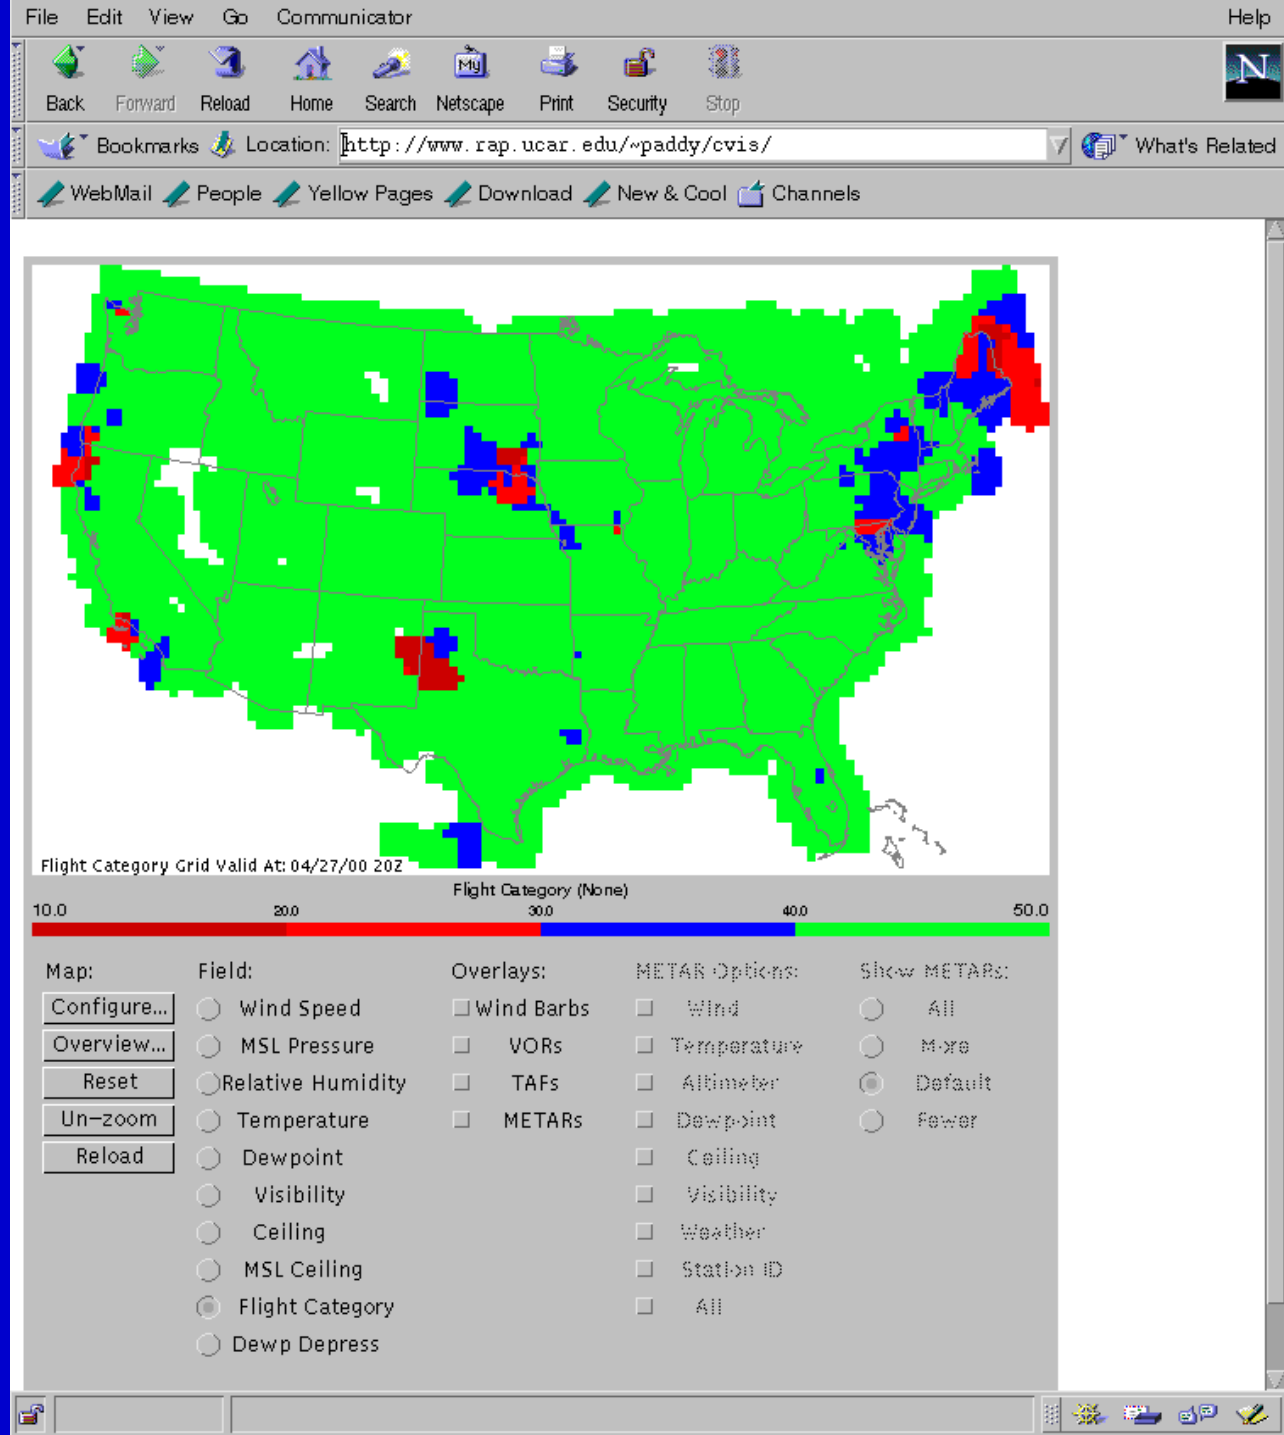 File Edit View Go Communicator Help
My N
Back Forward Reload Home Search Netscape Print Security Stop
Bookmarks Location: http://www.rap.ucar.edu/~paddy/cvis/ What's Related
WebMail People Yellow Pages Download New & Cool Channels
Flight Category Grid Valid At: 04/27/00 20Z
Flight Category (None)
10.0 20.0 30.0 40.0 50.0
Map: Field: Overlays: METAR Options: Show METARs:
Configure... Wind Speed Wind Barbs Wind All
Overview... MSL Pressure VORs Temperature More
Reset Relative Humidity TAFs Altimeter Default
Un-zoom Temperature METARs Dewpoint Fewer
Reload Dewpoint Ceiling
Visibility Visibility
Ceiling Weather
MSL Ceiling Station ID
Flight Category All
Dewp Depress